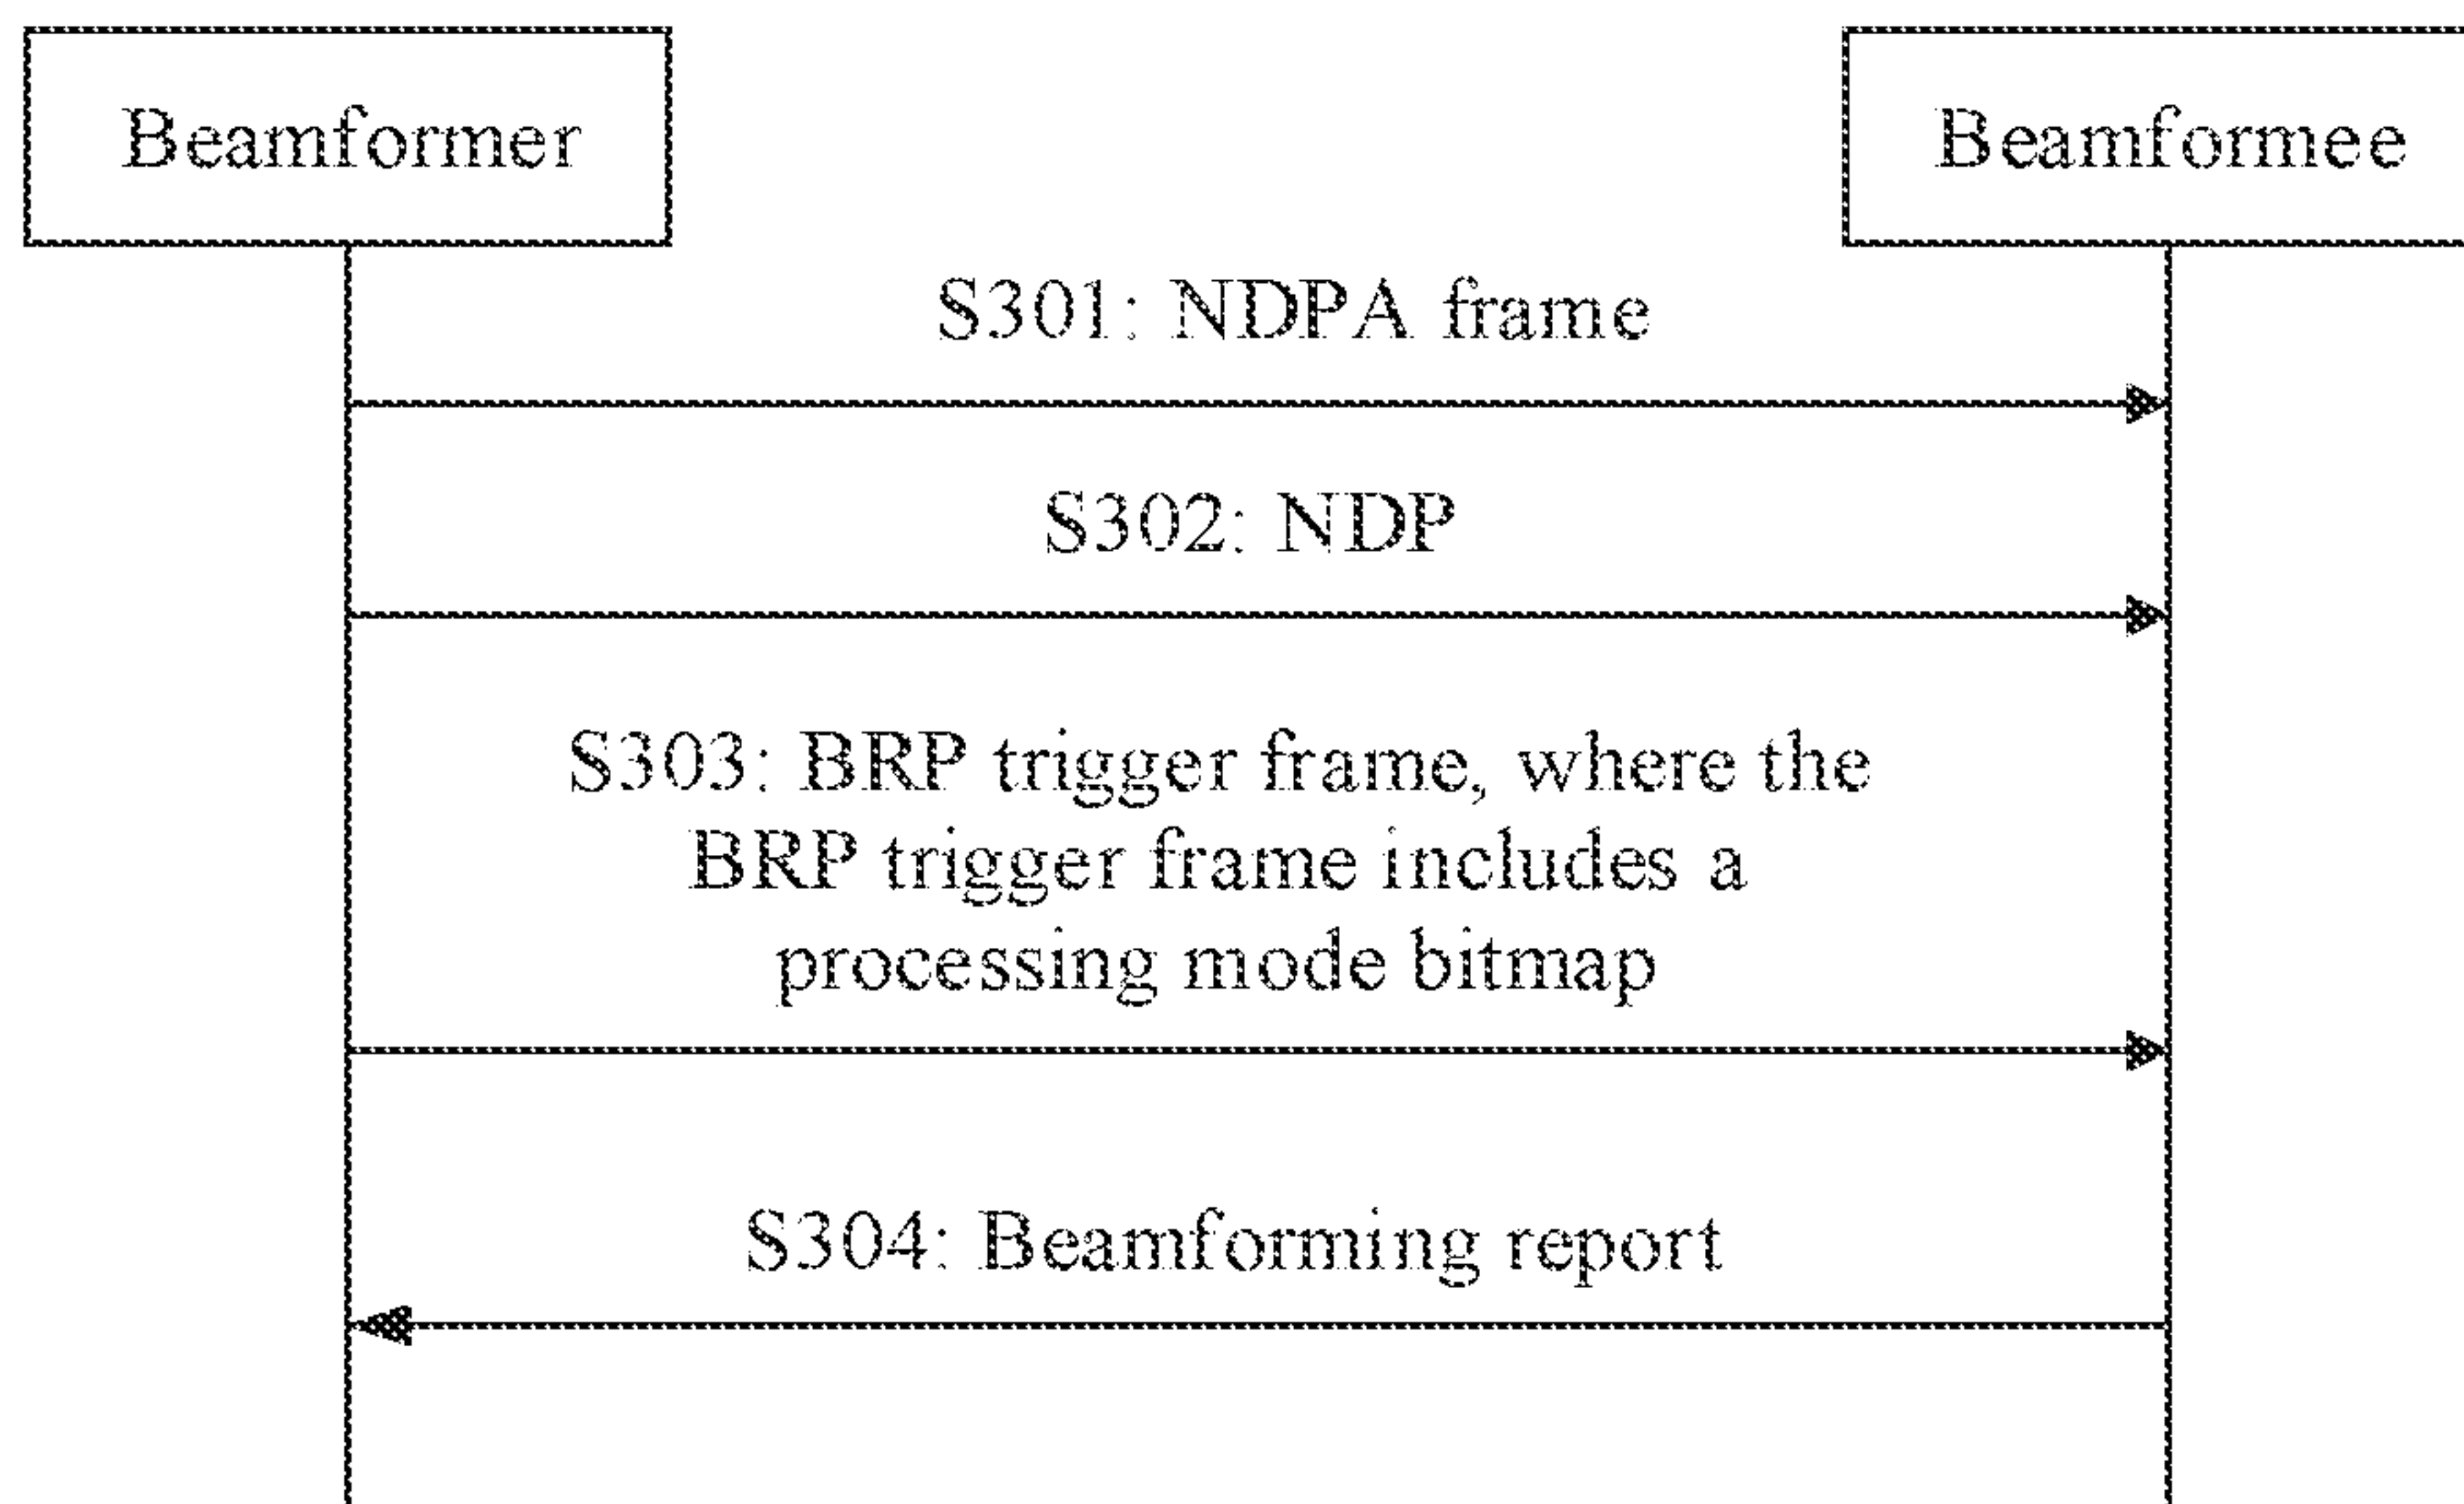 Beamformer
Beamformee
S301: NDPA frame
S302: NDP
S303: BRP trigger frame, where the
BRP trigger frame includes a
processing mode bitmap
S304: Beamforming report